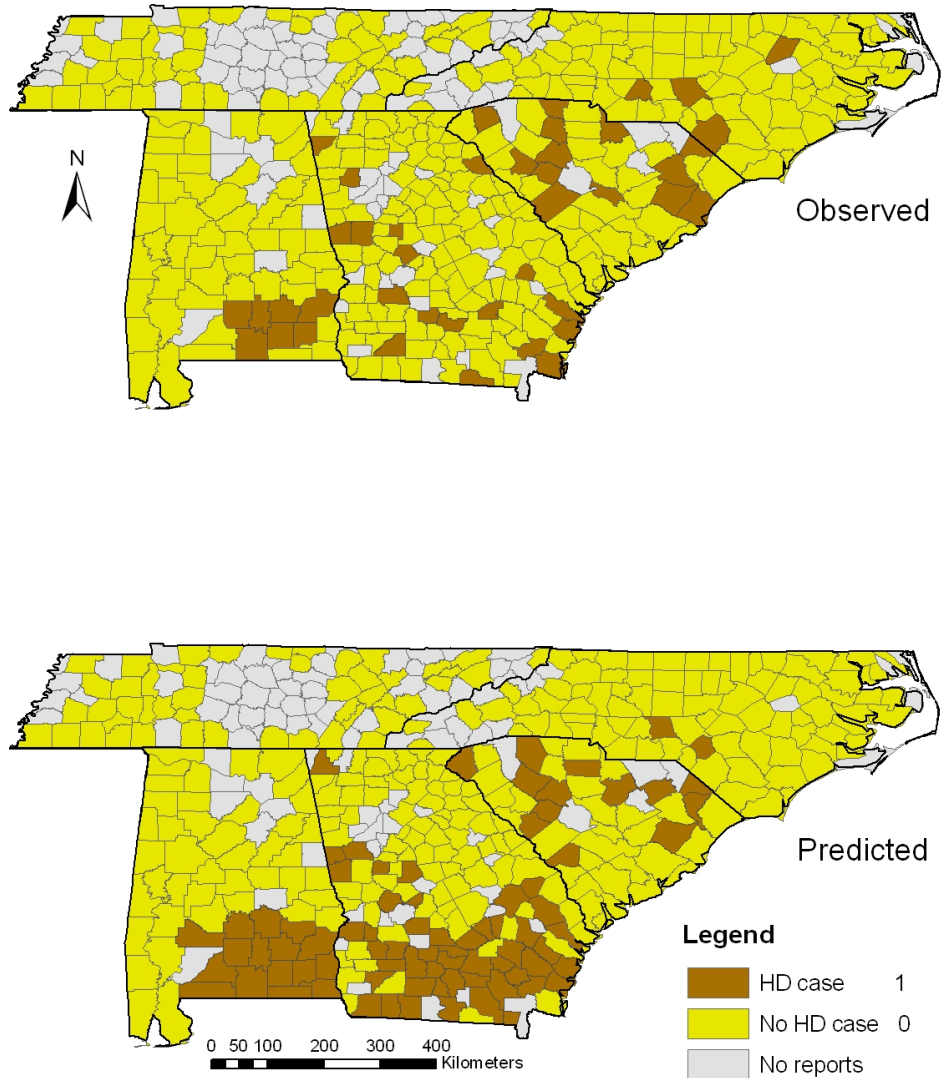 N
Observed
Predicted
Legend
HD case 1
No HD case 0
No reports
0 50 100 200 300 400
Kilometers